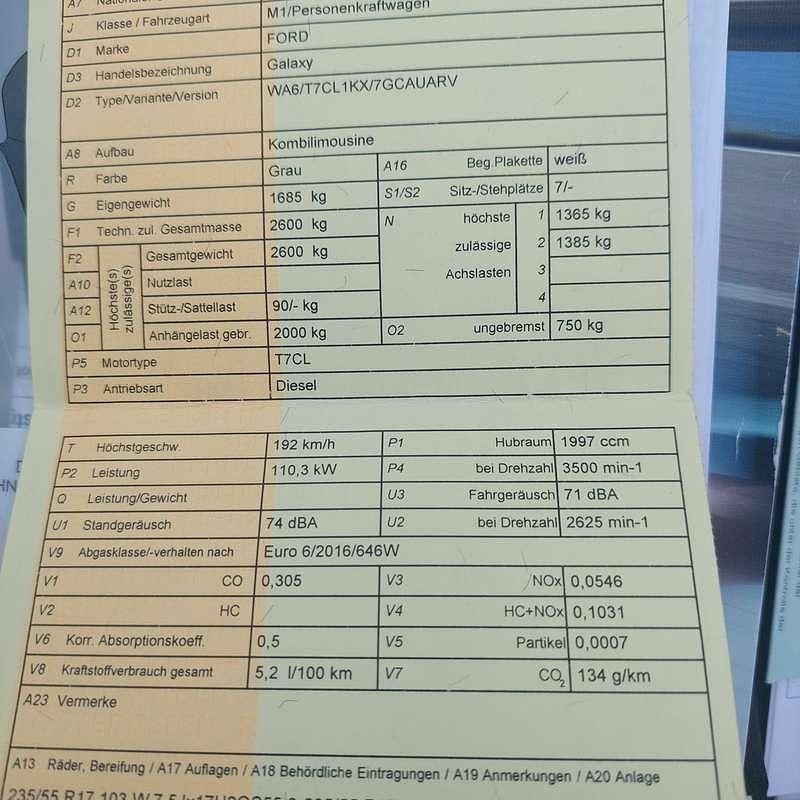 A7
J Klasse / Fahrzeugart M1/Personenkraftwagen
D1 Marke FORD
D3 Handelsbezeichnung Galaxy
D2 Type/Variante/Version WA6/T7CL1KX/7GCAUARV
A8 Aufbau Kombilimousine
R Farbe Grau A16 Beg.Plakette weiß
G Eigengewicht 1685 kg S1/S2 Sitz-/Stehplätze 7/-
F1 Techn. zul. Gesamtmasse 2600 kg N höchste 1 1365 kg
F2 Höchste(s) zulässige(s) Gesamtgewicht 2600 kg zulässige 2 1385 kg
A10 Nutzlast Achslasten 3
A12 Stütz-/Sattellast 90/- kg 4
O1 Anhängelast gebr. 2000 kg O2 ungebremst 750 kg
P5 Motortype T7CL
P3 Antriebsart Diesel
T Höchstgeschw. 192 km/h P1 Hubraum 1997 ccm
P2 Leistung 110,3 kW P4 bei Drehzahl 3500 min-1
Q Leistung/Gewicht U3 Fahrgeräusch 71 dBA
U1 Standgeräusch 74 dBA U2 bei Drehzahl 2625 min-1
V9 Abgasklasse/-verhalten nach Euro 6/2016/646W
V1 CO 0,305 V3 NOx 0,0546
V2 HC V4 HC+NOx 0,1031
V6 Korr. Absorptionskoeff. 0,5 V5 Partikel 0,0007
V8 Kraftstoffverbrauch gesamt 5,2 l/100 km V7 CO2 134 g/km
A23 Vermerke
A13 Räder, Bereifung / A17 Auflagen / A18 Behördliche Eintragungen / A19 Anmerkungen / A20 Anlage
235/55 R17 103 W